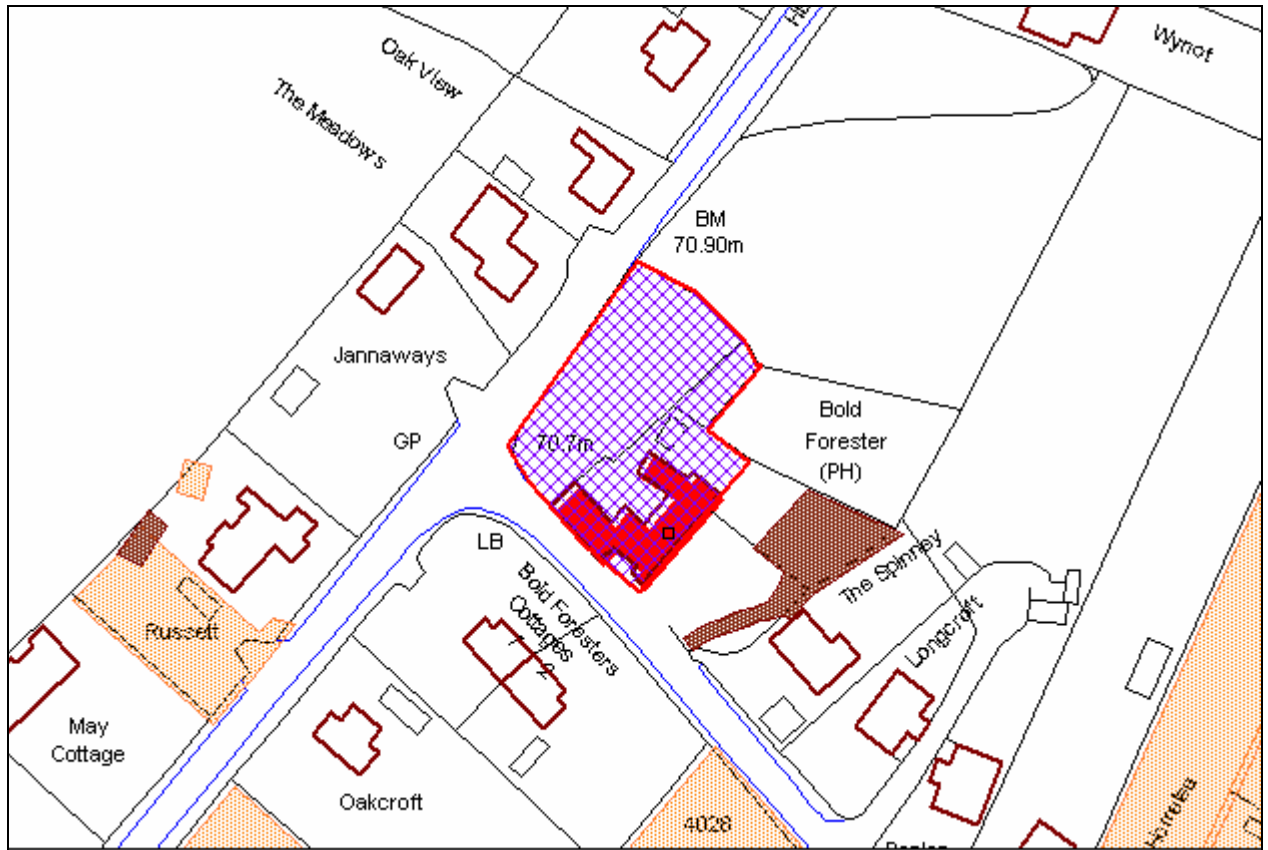 Oak View
The Meadows
Wynot
BM
70.90m
Jannaways
Bold
Forester
(PH)
GP
70.7m
LB
The Spinney
Bold Foresters
Cottages
1
2
Longcroft
Russett
May
Cottage
Oakcroft
4028